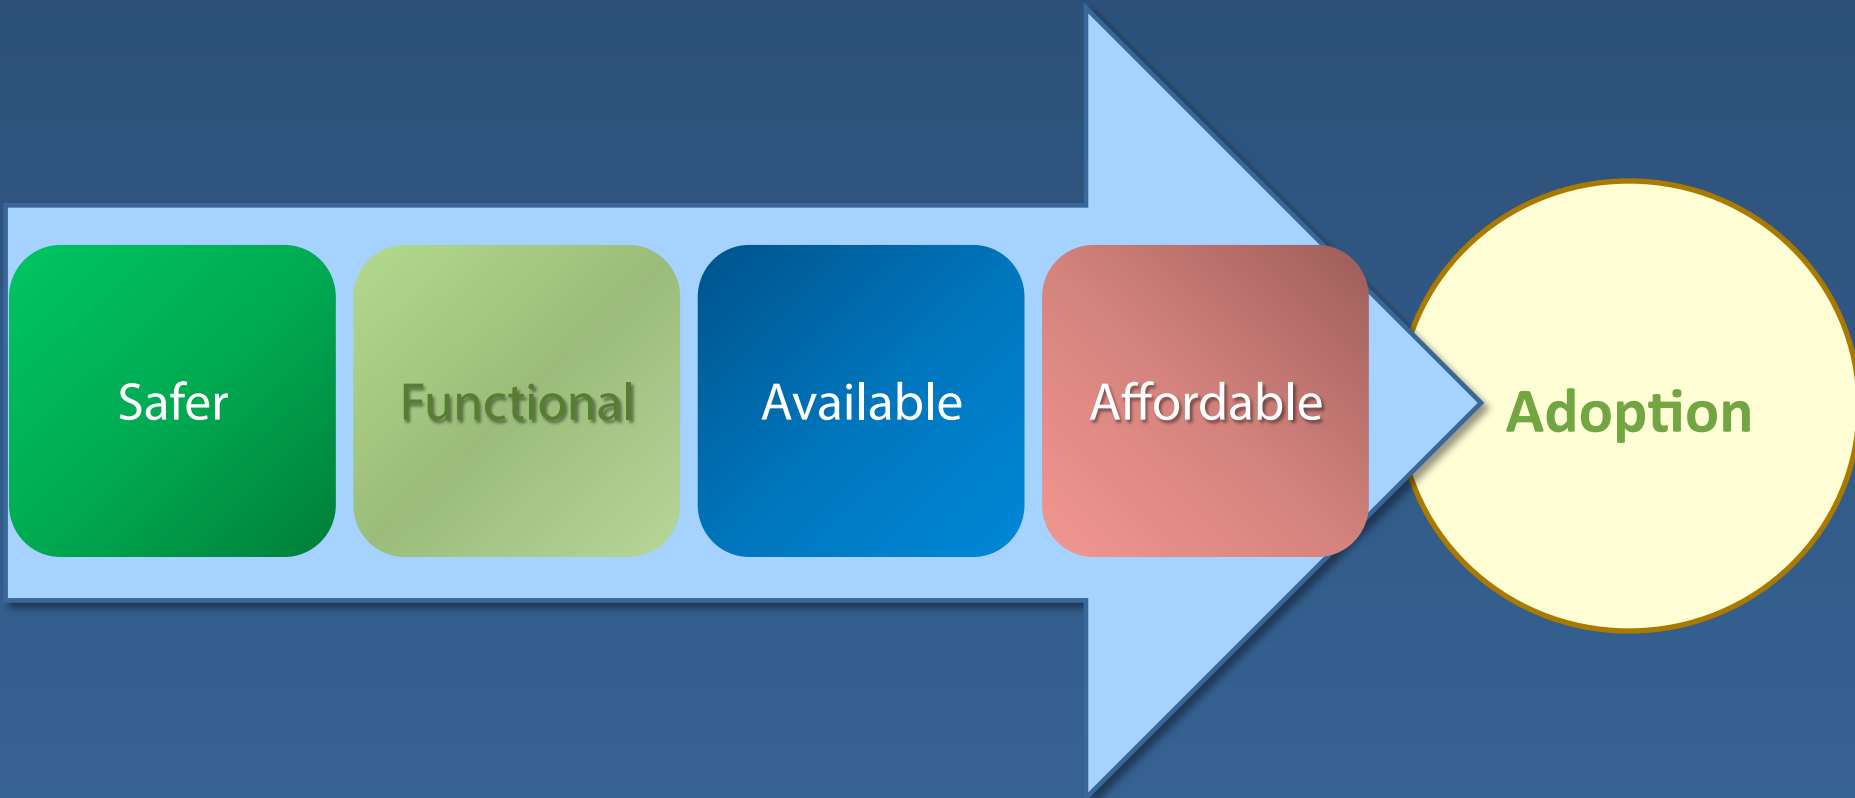 Safer
Functional
Available
Affordable
Adoption